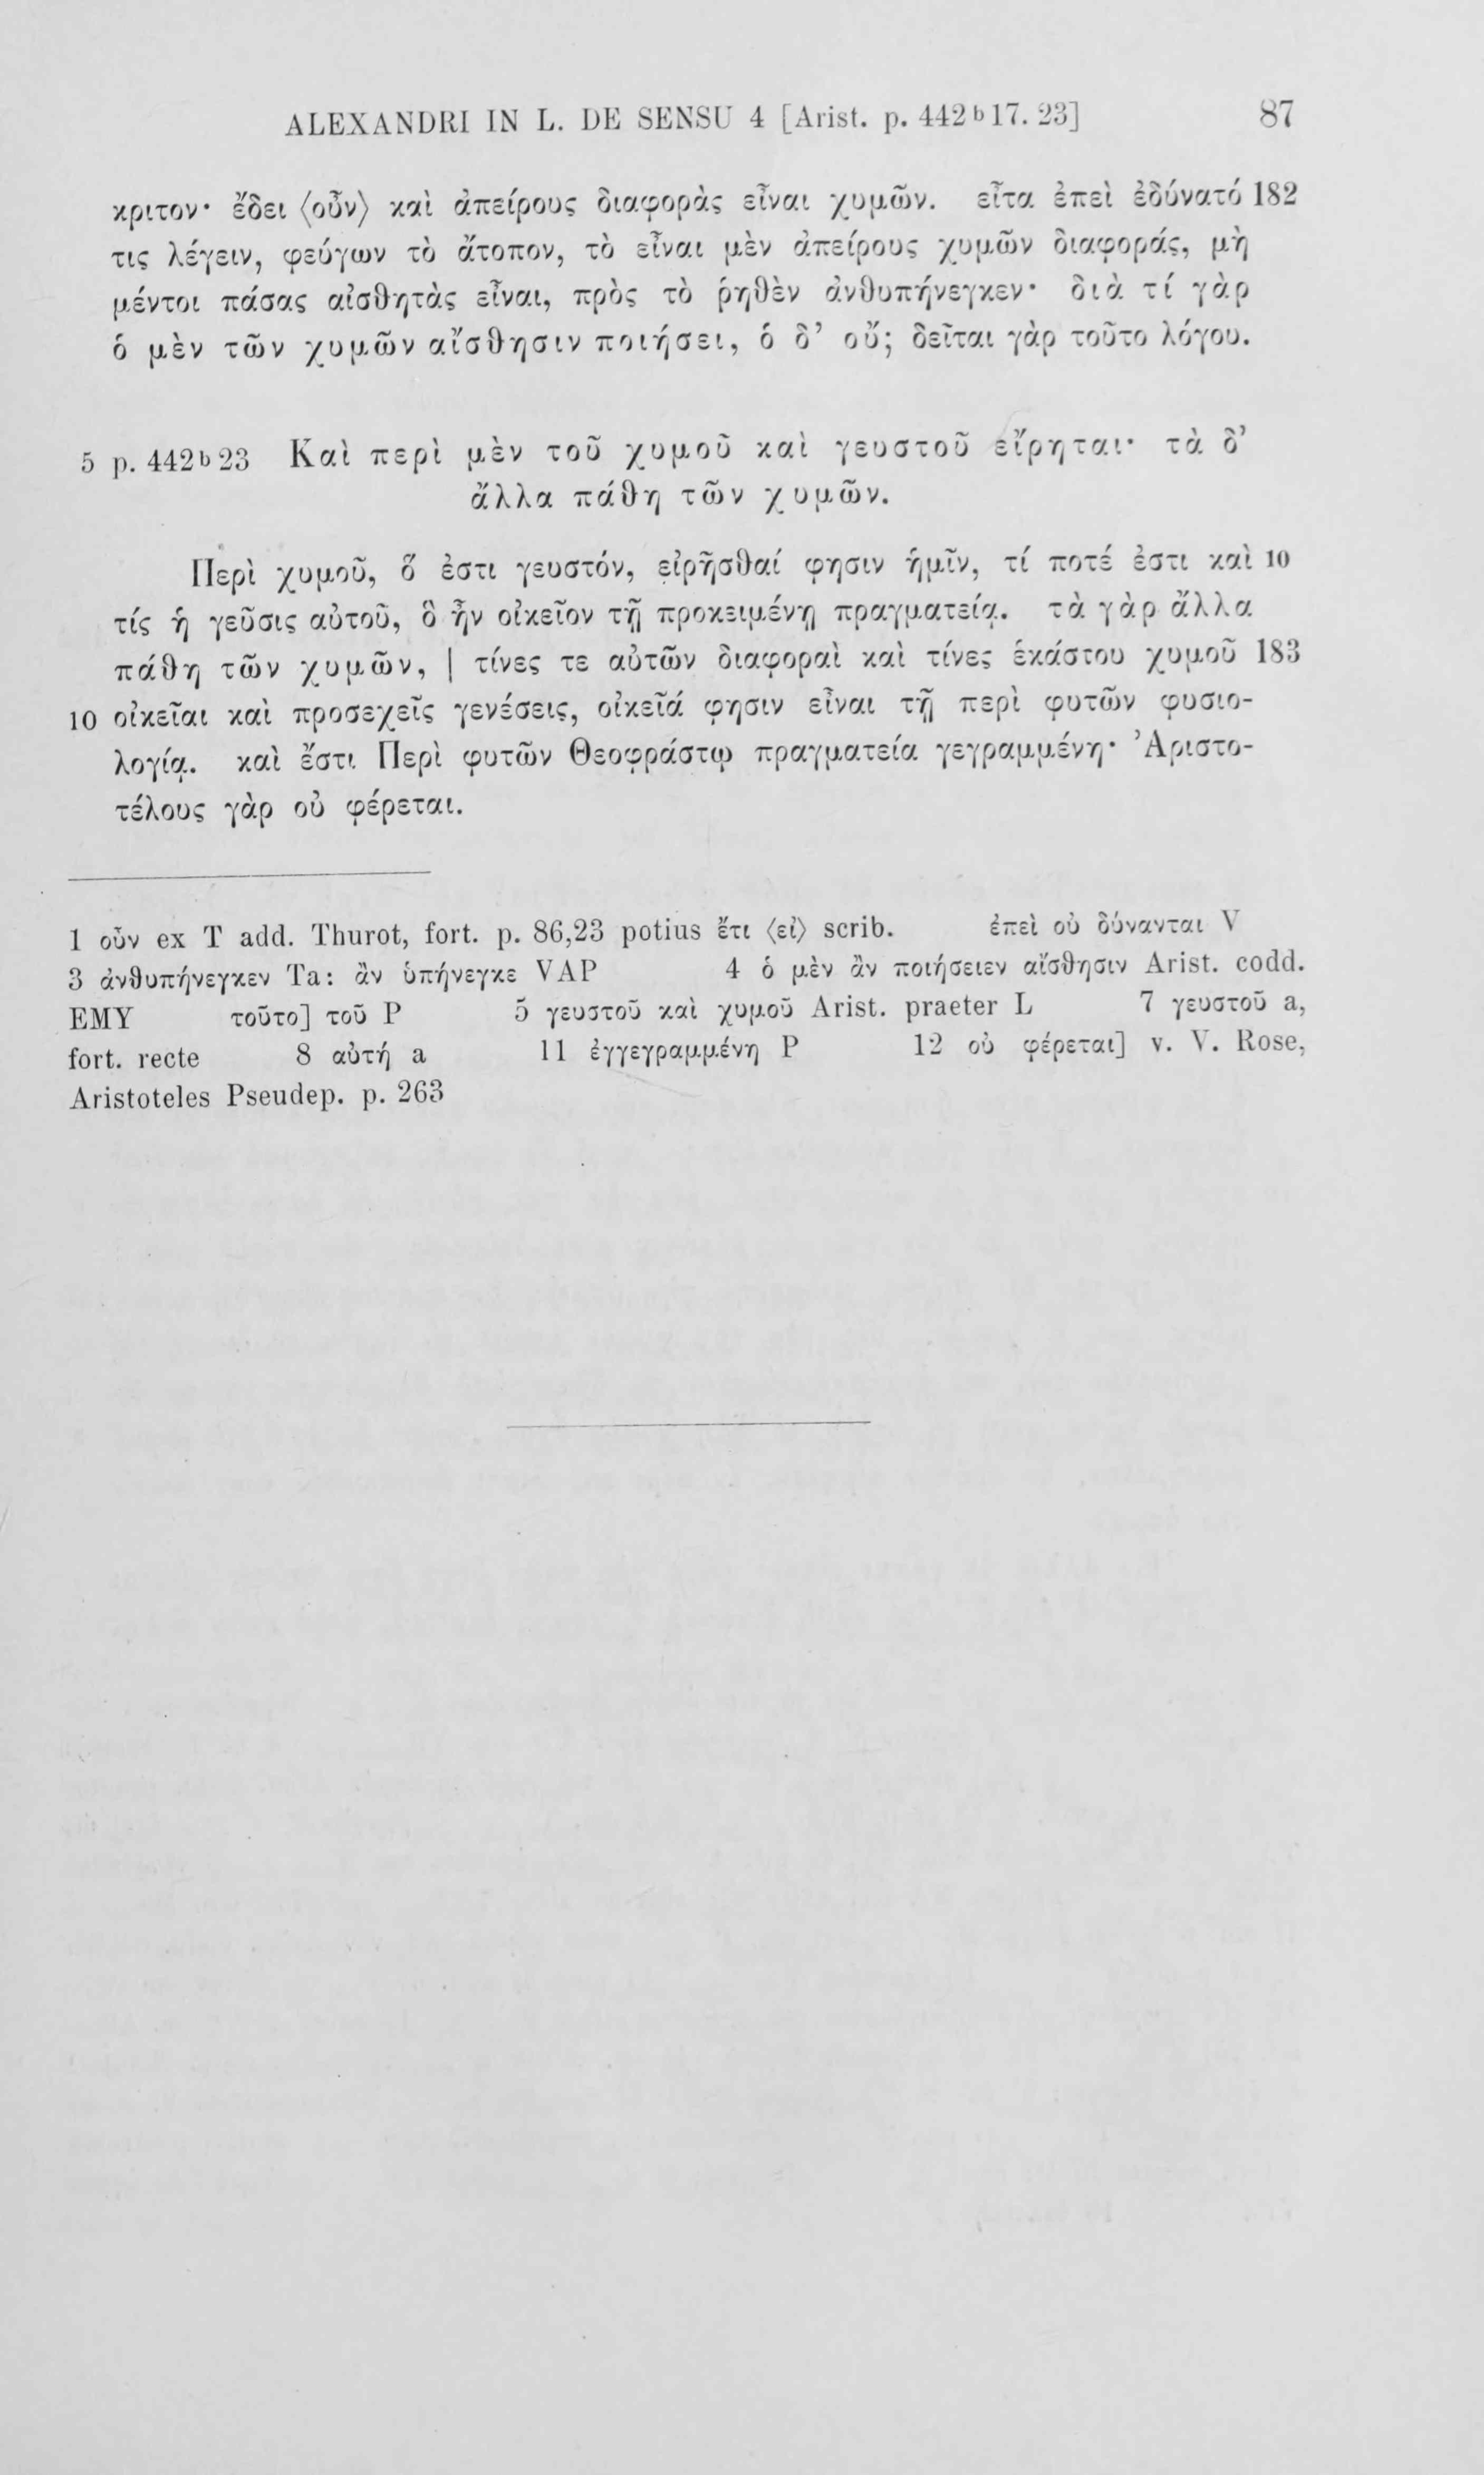 ALEXANDRI IN L. DE SENSU 4 [Arist. p. 442ᵇ17. 23] 87
κριτον· ἔδει ⟨οὖν⟩ καὶ ἀπείρους διαφορὰς εἶναι χυμῶν. εἶτα ἐπεὶ ἐδύνατό 182
τις λέγειν, φεύγων τὸ ἄτοπον, τὸ εἶναι μὲν ἀπείρους χυμῶν διαφοράς, μὴ
μέντοι πάσας αἰσθητὰς εἶναι, πρὸς τὸ ῥηθὲν ἀνθυπήνεγκεν· διὰ τί γὰρ
ὁ μὲν τῶν χυμῶν αἴσθησιν ποιήσει, ὁ δ’ οὔ; δεῖται γὰρ τοῦτο λόγου.
5 p. 442ᵇ23 Καὶ περὶ μὲν τοῦ χυμοῦ καὶ γευστοῦ εἴρηται· τὰ δ’
ἄλλα πάθη τῶν χυμῶν.
Περὶ χυμοῦ, ὅ ἐστι γευστόν, εἰρῆσθαί φησιν ἡμῖν, τί ποτέ ἐστι καὶ 10
τίς ἡ γεῦσις αὐτοῦ, ὃ ἦν οἰκεῖον τῇ προκειμένῃ πραγματείᾳ. τὰ γὰρ ἄλλα
πάθη τῶν χυμῶν, | τίνες τε αὐτῶν διαφοραὶ καὶ τίνες ἑκάστου χυμοῦ 183
10 οἰκεῖαι καὶ προσεχεῖς γενέσεις, οἰκεῖά φησιν εἶναι τῇ περὶ φυτῶν φυσιο-
λογίᾳ. καὶ ἔστι Περὶ φυτῶν Θεοφράστῳ πραγματεία γεγραμμένη· Ἀριστο-
τέλους γὰρ οὐ φέρεται.
1 οὖν ex T add. Thurot, fort. p. 86,23 potius ἔτι ⟨εἰ⟩ scrib. ἐπεὶ οὐ δύνανται V
3 ἀνθυπήνεγκεν Ta: ἂν ὑπήνεγκε VAP 4 ὁ μὲν ἂν ποιήσειεν αἴσθησιν Arist. codd.
EMY τοῦτο] τοῦ P 5 γευστοῦ καὶ χυμοῦ Arist. praeter L 7 γευστοῦ a,
fort. recte 8 αὐτή a 11 ἐγγεγραμμένη P 12 οὐ φέρεται] v. V. Rose,
Aristoteles Pseudep. p. 263